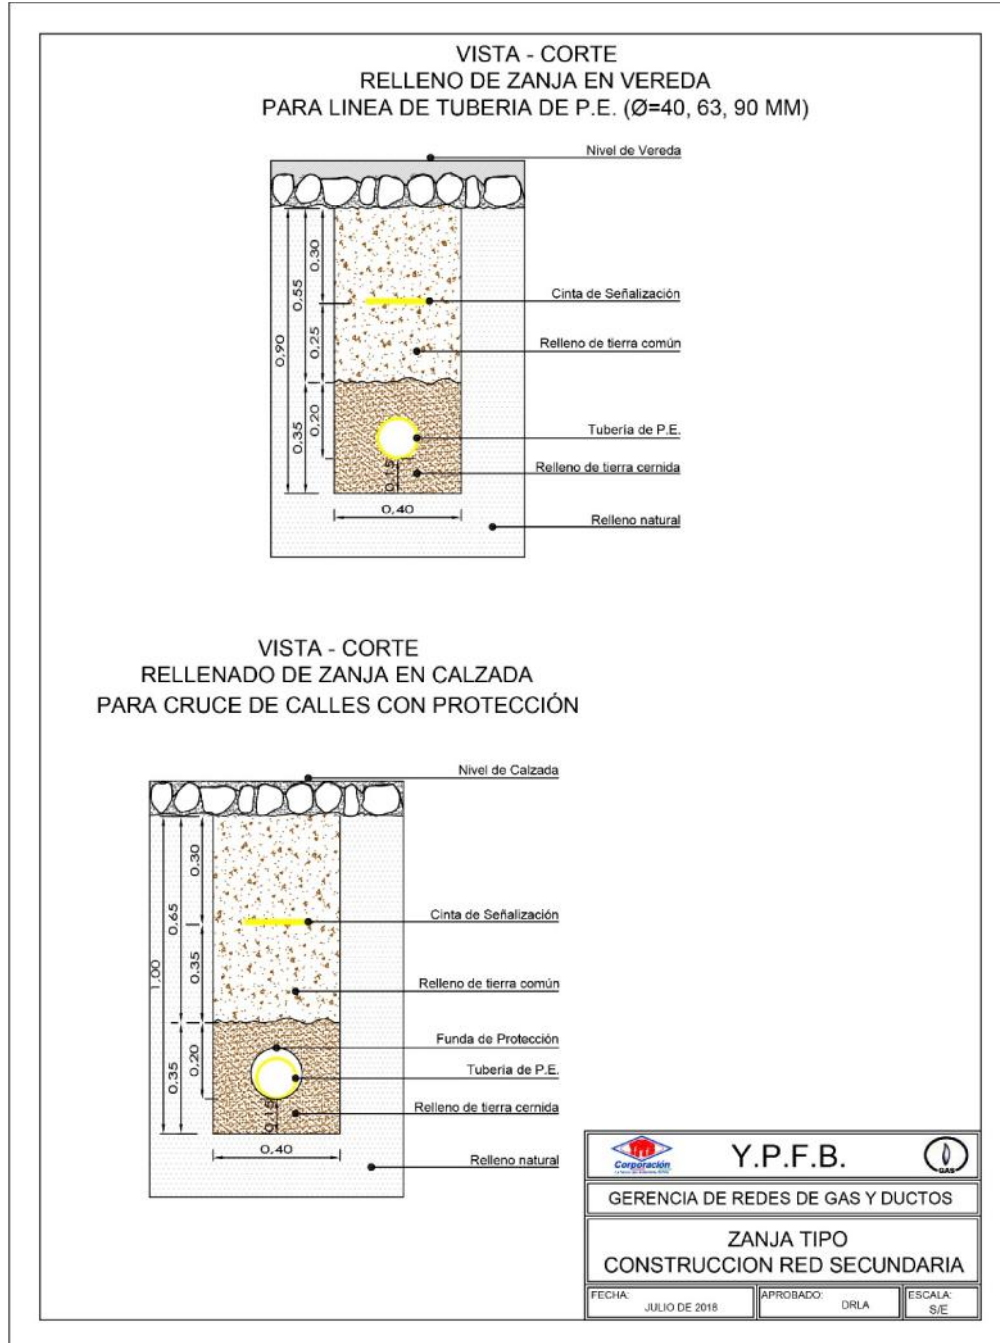 VISTA - CORTE
RELLENO DE ZANJA EN VEREDA
PARA LINEA DE TUBERIA DE P.E. (Ø=40, 63, 90 MM)
Nivel de Vereda
0,30
0,55
Cinta de Señalización
0,90
0,25
Relleno de tierra común
0,20
0,35
Tubería de P.E.
Relleno de tierra cernida
0,15
0,40
Relleno natural
VISTA - CORTE
RELLENADO DE ZANJA EN CALZADA
PARA CRUCE DE CALLES CON PROTECCIÓN
Nivel de Calzada
0,30
0,65
Cinta de Señalización
1,00
0,35
Relleno de tierra común
Funda de Protección
0,20
0,35
Tubería de P.E.
Relleno de tierra cernida
0,15
0,40
Relleno natural
Corporación
Y.P.F.B.
GAS
GERENCIA DE REDES DE GAS Y DUCTOS
ZANJA TIPO
CONSTRUCCION RED SECUNDARIA
FECHA: JULIO DE 2018
APROBADO: DRLA
ESCALA: S/E